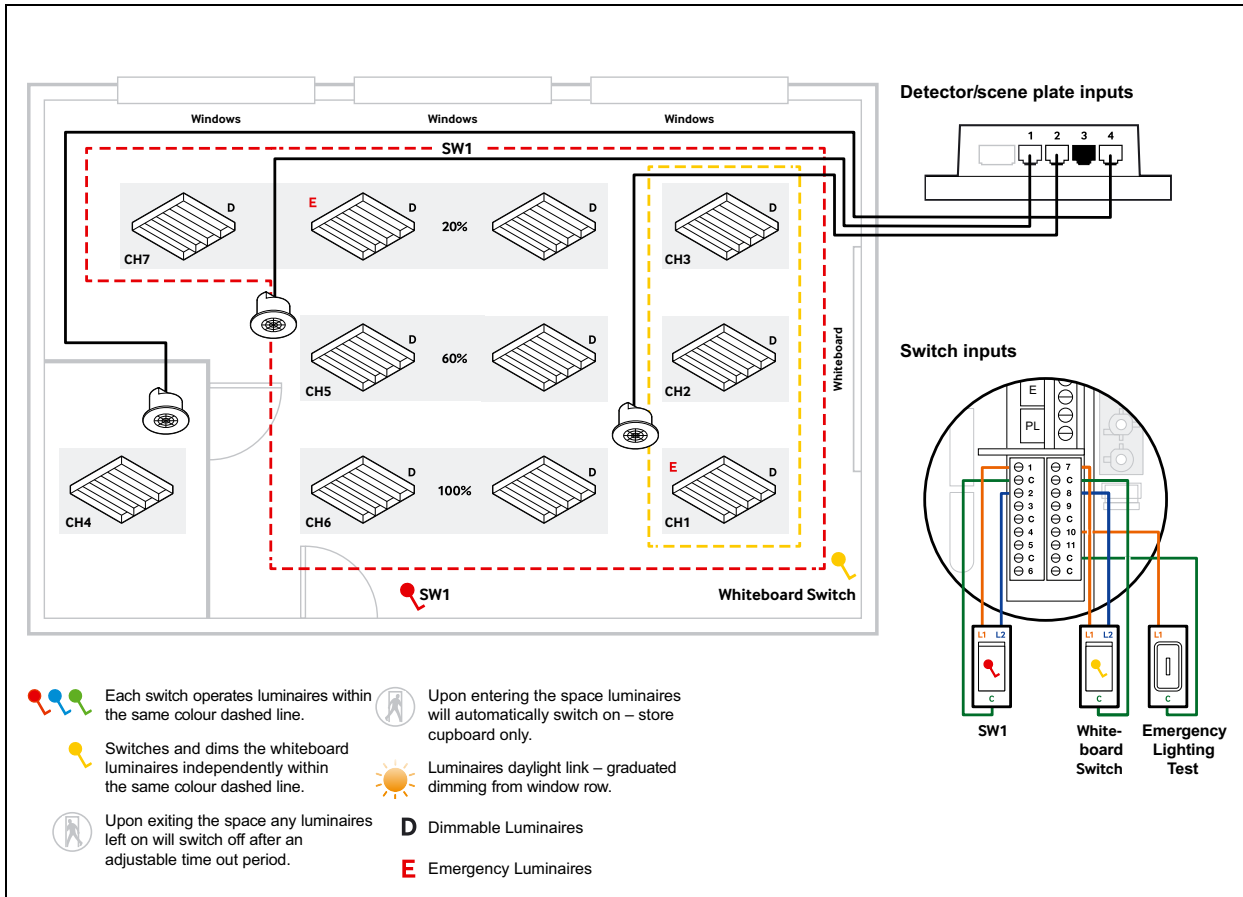 Detector/scene plate inputs
1 2 3 4
Windows Windows Windows
SW1
D E D D D
20%
CH7 CH3
D D D
60%
CH5 CH2
Whiteboard
E
D D D
100%
CH4 CH6 CH1
SW1
Whiteboard Switch
Switch inputs
E
PL
1 7
C C
2 8
3 9
C C
4 10
5 11
C C
6 C
L1 L2 L1 L2 L1
C C C
SW1
White-
board
Switch
Emergency
Lighting
Test
Each switch operates luminaires within
the same colour dashed line.
Switches and dims the whiteboard
luminaires independently within
the same colour dashed line.
Upon exiting the space any luminaires
left on will switch off after an
adjustable time out period.
Upon entering the space luminaires
will automatically switch on – store
cupboard only.
Luminaires daylight link – graduated
dimming from window row.
D Dimmable Luminaires
E Emergency Luminaires